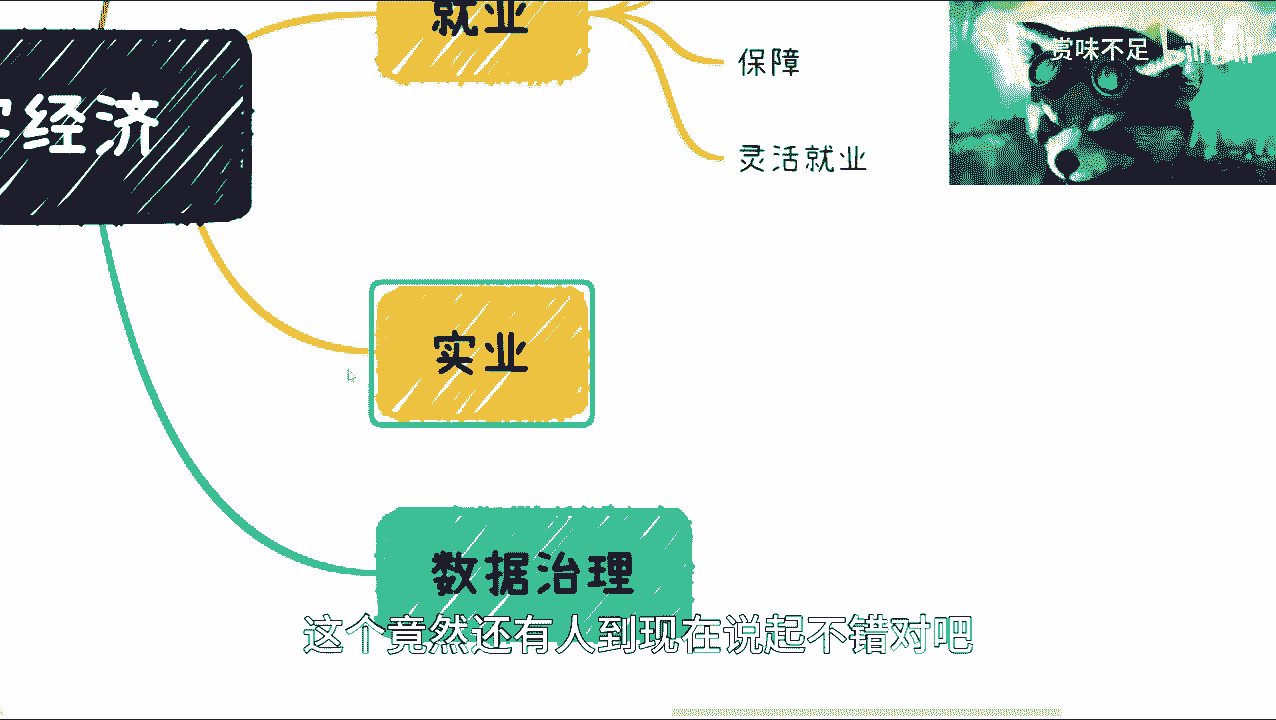 就业
赏味不足
保障
字经济
灵活就业
实业
数据治理
这个竟然还有人到现在说起不错对吧